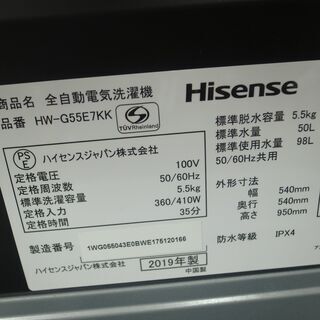 商品名 全自動電気洗濯機
品番 HW-G55E7KK
TÜVRheinland
Hisense
PS
E
ハイセンスジャパン株式会社
定格電圧 100V
定格周波数 50/60Hz
標準洗濯容量 5.5kg
定格消費電力 360/410W
定格時間 35分
標準脱水容量 5.5kg
標準水量 50L
標準使用水量 98L
50/60Hz共用
外形寸法
幅 540mm
奥行 540mm
高さ 950mm
防水等級 IPX4
製造番号 1WG055043E0BWE175120166
ハイセンスジャパン株式会社
2019年製
中国製